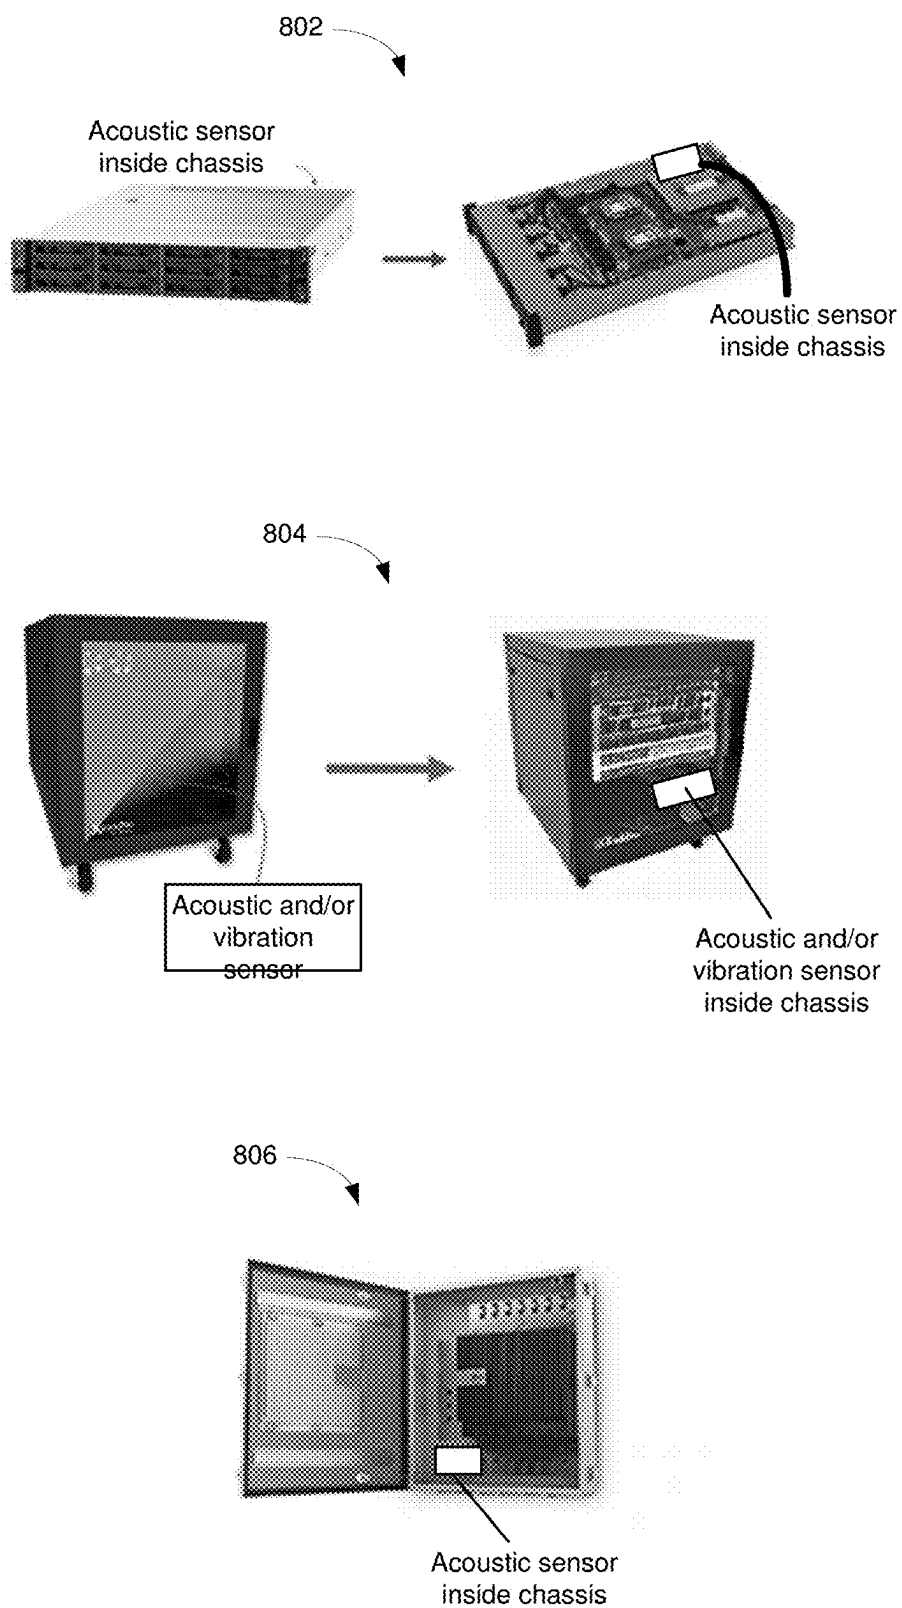 802
Acoustic sensor
inside chassis
Acoustic sensor
inside chassis
804
Acoustic and/or
vibration
sensor
Acoustic and/or
vibration sensor
inside chassis
806
Acoustic sensor
inside chassis